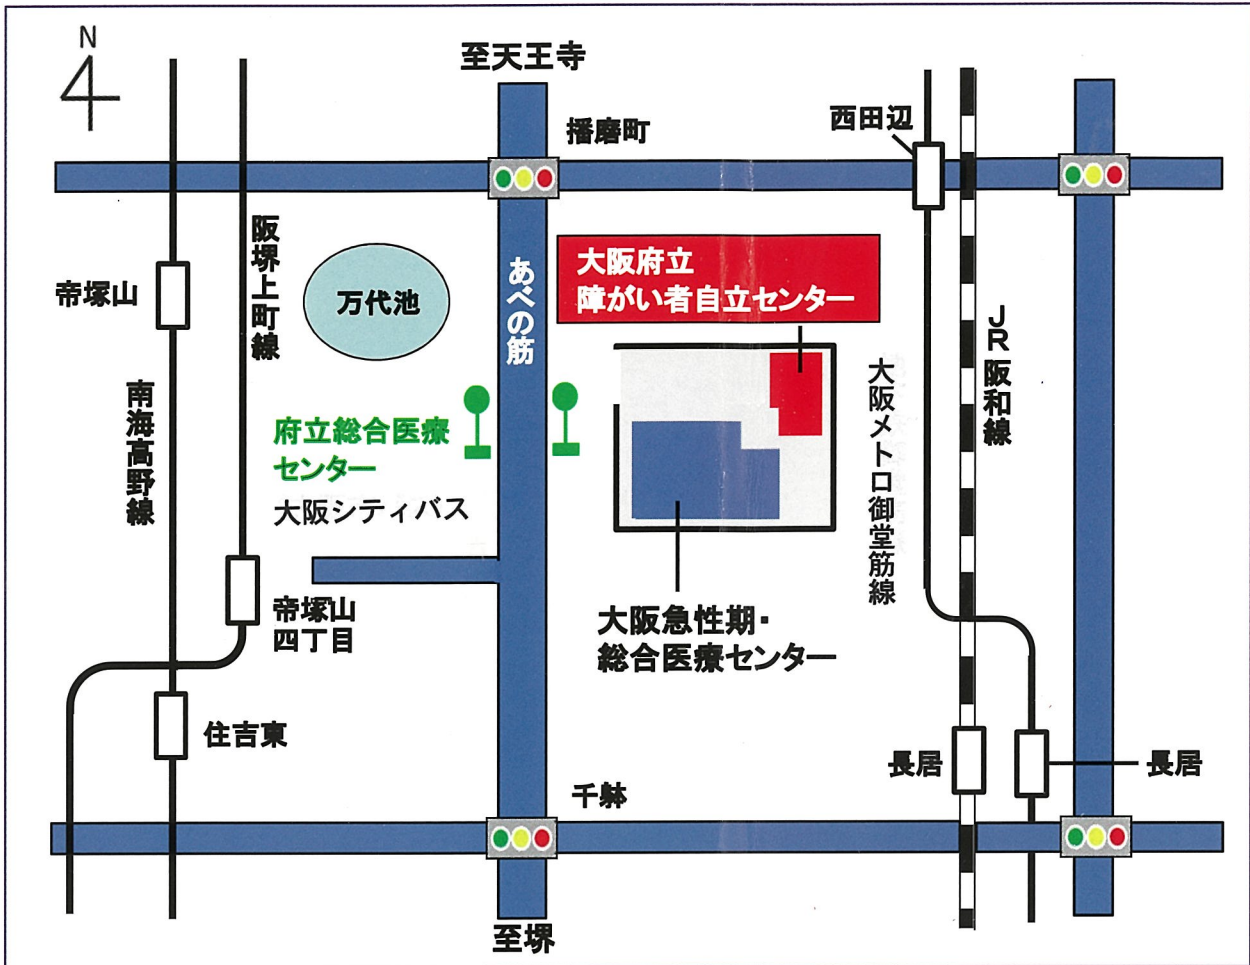 N
至天王寺
播磨町
西田辺
阪堺上町線
帝塚山
万代池
あべの筋
大阪府立
障がい者自立センター
JR阪和線
南海高野線
大阪メトロ御堂筋線
府立総合医療
センター
大阪シティバス
帝塚山
四丁目
大阪急性期・
総合医療センター
住吉東
長居
長居
千躰
至堺